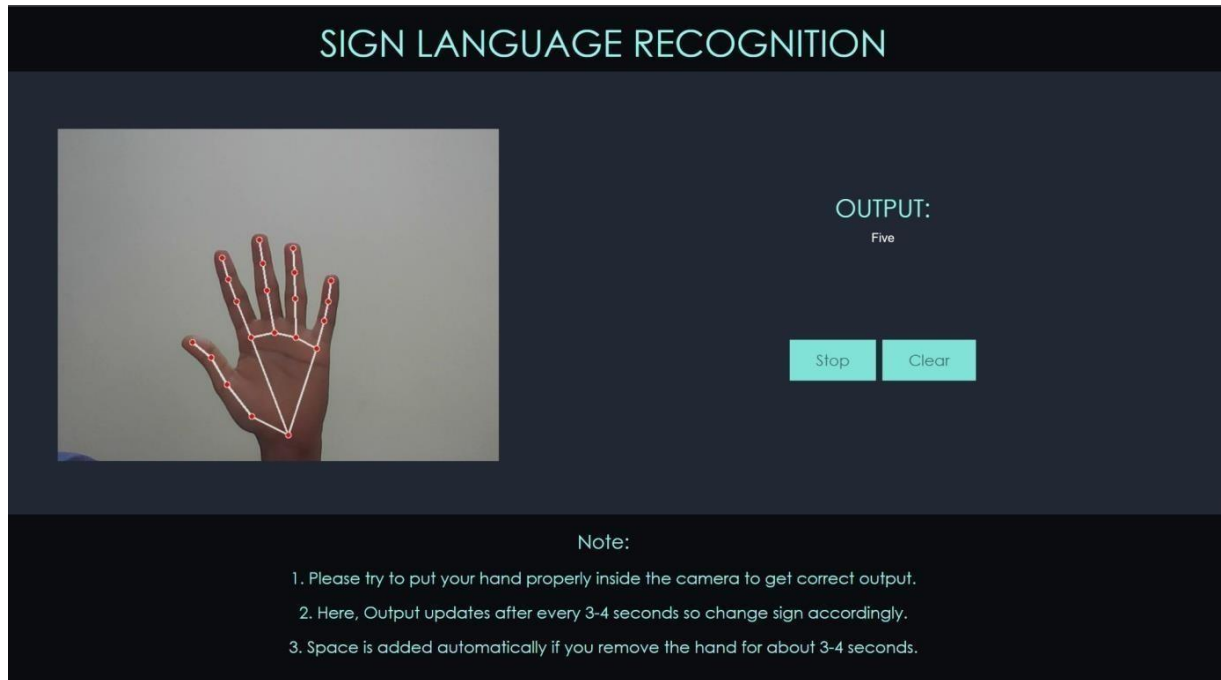 SIGN LANGUAGE RECOGNITION
OUTPUT:
Five
Stop
Clear
Note:
1. Please try to put your hand properly inside the camera to get correct output.
2. Here, Output updates after every 3-4 seconds so change sign accordingly.
3. Space is added automatically if you remove the hand for about 3-4 seconds.